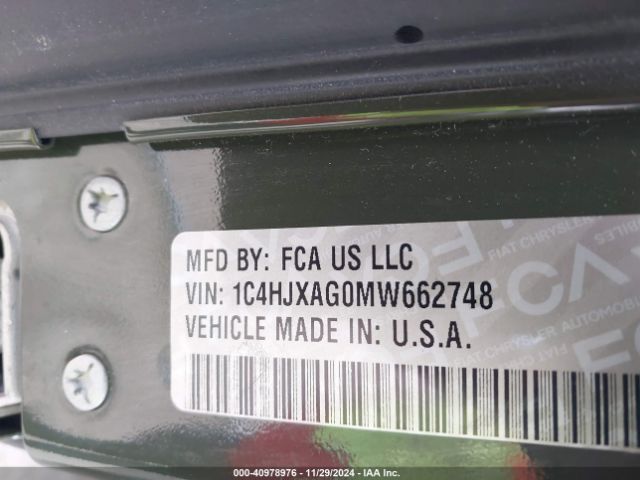 MFD BY: FCA US LLC
VIN: 1C4HJXAG0MW662748
VEHICLE MADE IN: U.S.A.
000-40978976 - 11/29/2024 - IAA Inc.